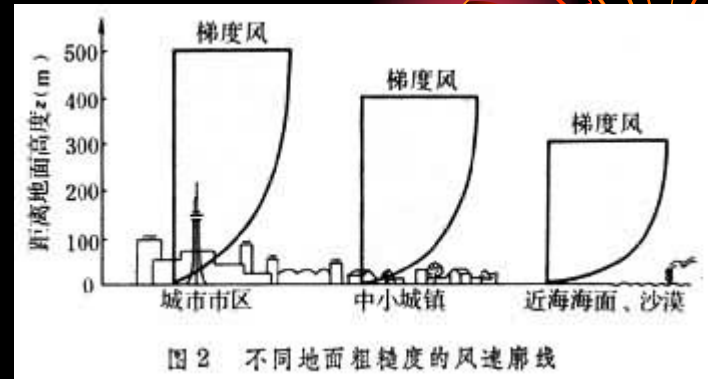 梯度风
500
梯度风
400
梯度风
300
200
100
0
距离地面高度z(m)
城市市区
中小城镇
近海海面、沙漠
图2 不同地面粗糙度的风速廓线